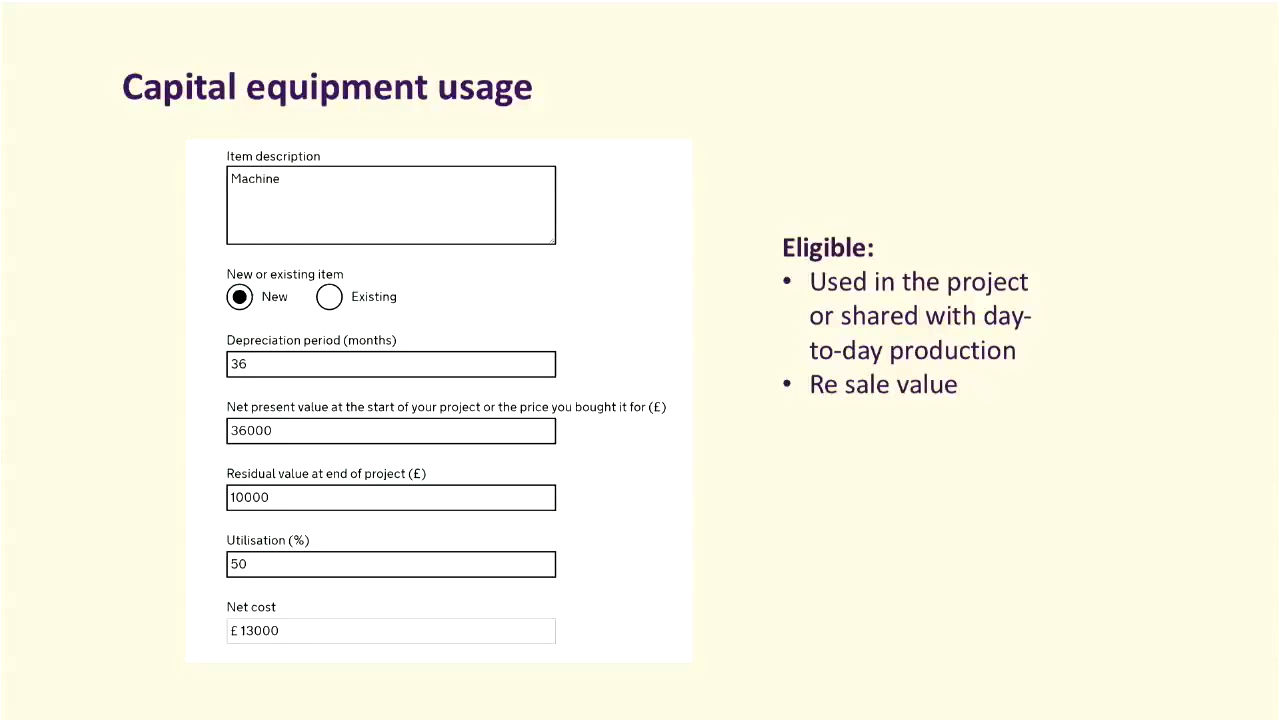 Capital equipment usage
Item description
Machine
New or existing item
New Existing
Depreciation period (months)
36
Net present value at the start of your project or the price you bought it for (£)
36000
Residual value at end of project (£)
10000
Utilisation (%)
50
Net cost
£ 13000
Eligible:
• Used in the project
or shared with day-
to-day production
• Re sale value